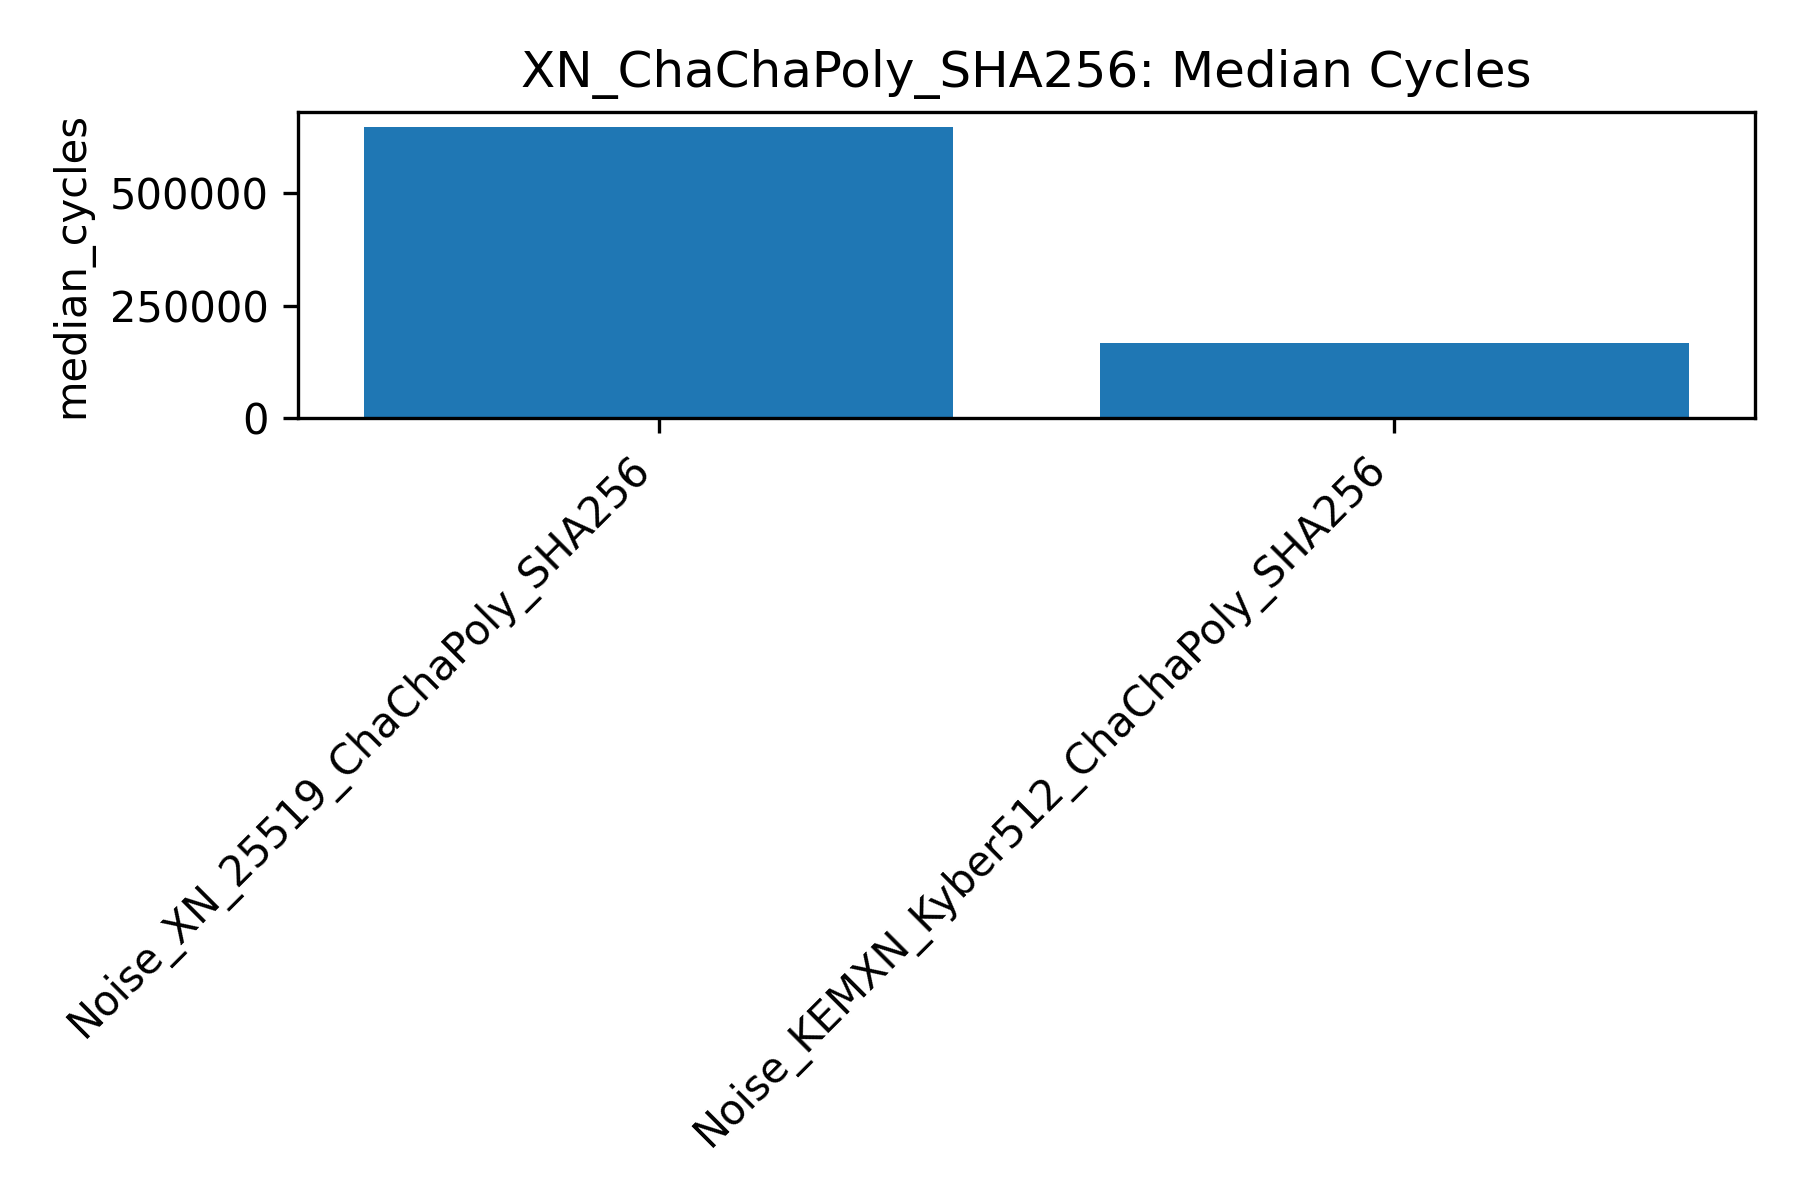 XN_ChaChaPoly_SHA256: Median Cycles
median_cycles
500000
250000
0
Noise_XN_25519_ChaChaPoly_SHA256
Noise_KEMXN_Kyber512_ChaChaPoly_SHA256